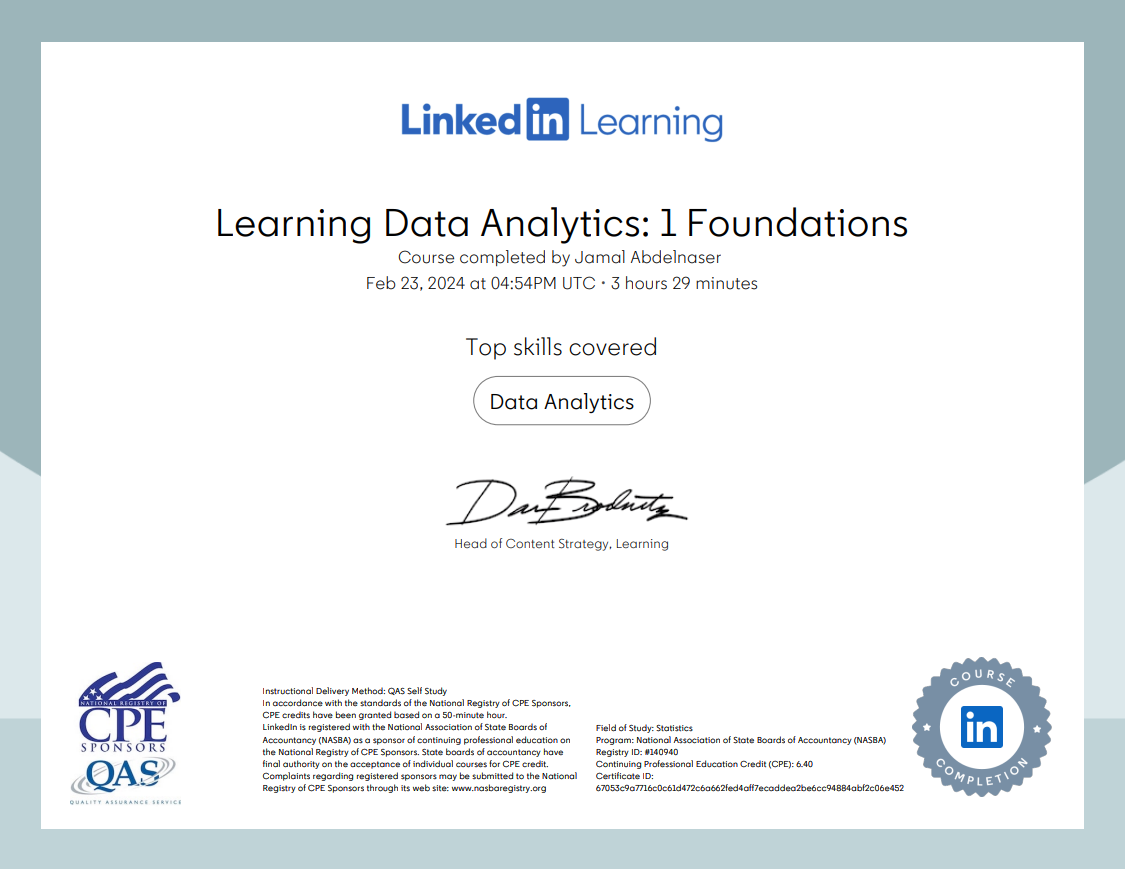 LinkedIn Learning
Learning Data Analytics: 1 Foundations
Course completed by Jamal Abdelnaser
Feb 23, 2024 at 04:54PM UTC • 3 hours 29 minutes
Top skills covered
Data Analytics
Dan Brodnitz
Head of Content Strategy, Learning
NATIONAL REGISTRY OF
CPE
SPONSORS
QAS
QUALITY ASSURANCE SERVICE
Instructional Delivery Method: QAS Self Study
In accordance with the standards of the National Registry of CPE Sponsors,
CPE credits have been granted based on a 50-minute hour.
LinkedIn is registered with the National Association of State Boards of
Accountancy (NASBA) as a sponsor of continuing professional education on
the National Registry of CPE Sponsors. State boards of accountancy have
final authority on the acceptance of individual courses for CPE credit.
Complaints regarding registered sponsors may be submitted to the National
Registry of CPE Sponsors through its web site: www.nasbaregistry.org
Field of Study: Statistics
Program: National Association of State Boards of Accountancy (NASBA)
Registry ID: #140940
Continuing Professional Education Credit (CPE): 6.40
Certificate ID:
67053c9a7716c0c61d472c6a662fed4aff7ecaddea2be6cc94884abf2c06e452
COURSE
in
COMPLETION